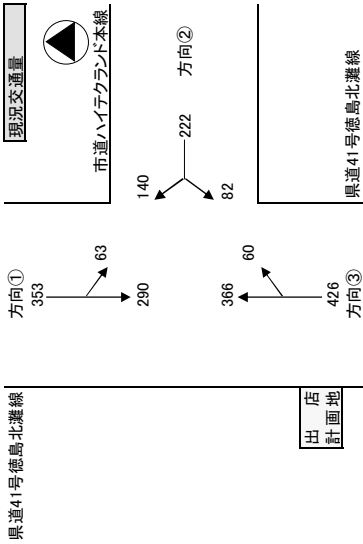 現況交通量
市道ハイテクランド本線
方向②
222
140
82
県道41号徳島北灘線
方向①
353
63
290
60
366
426
方向③
県道41号徳島北灘線
出店
計画地